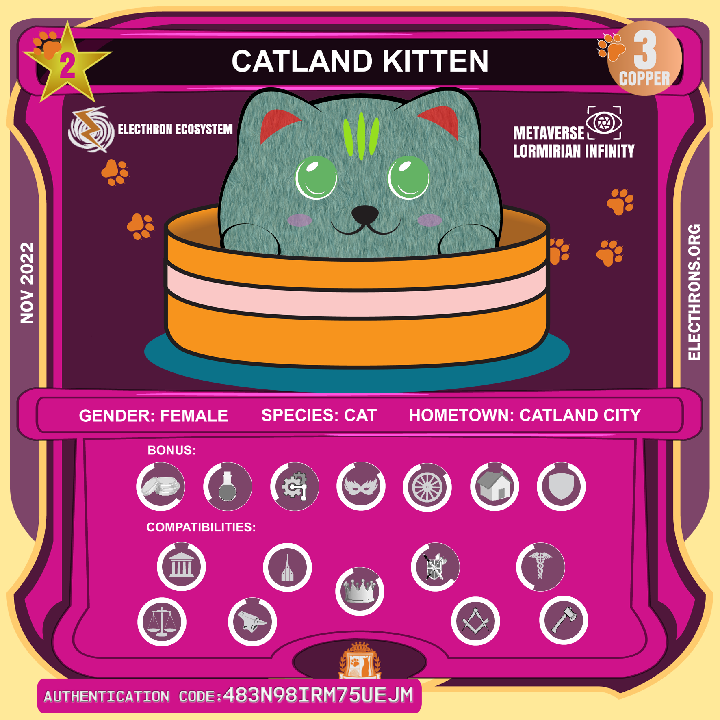 2
CATLAND KITTEN
3
COPPER
ELECTHRON ECOSYSTEM
METAVERSE
LORMIRIAN INFINITY
NOV 2022
ELECTHRONS.ORG
GENDER: FEMALE SPECIES: CAT HOMETOWN: CATLAND CITY
BONUS:
COMPATIBILITIES:
AUTHENTICATION CODE:483N98IRM75UEJM